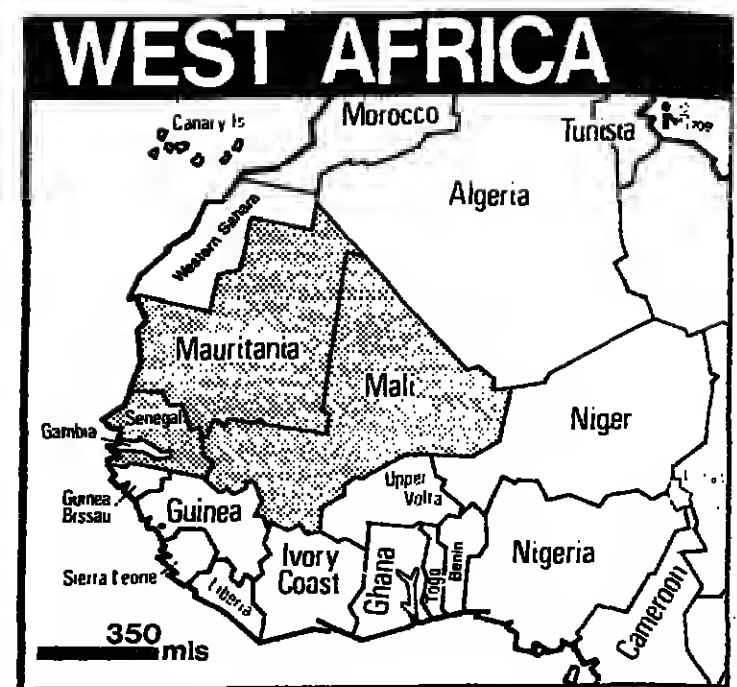 WEST AFRICA
Canary Is
Morocco
Tunisia
Algeria
Western Sahara
Mauritania
Mali
Niger
Senegal
Gambia
Upper
Volta
Guinea
Bissau
Guinea
Ivory
Coast
Ghana
Togo
Benin
Nigeria
Sierra Leone
Liberia
Cameroon
350
mls